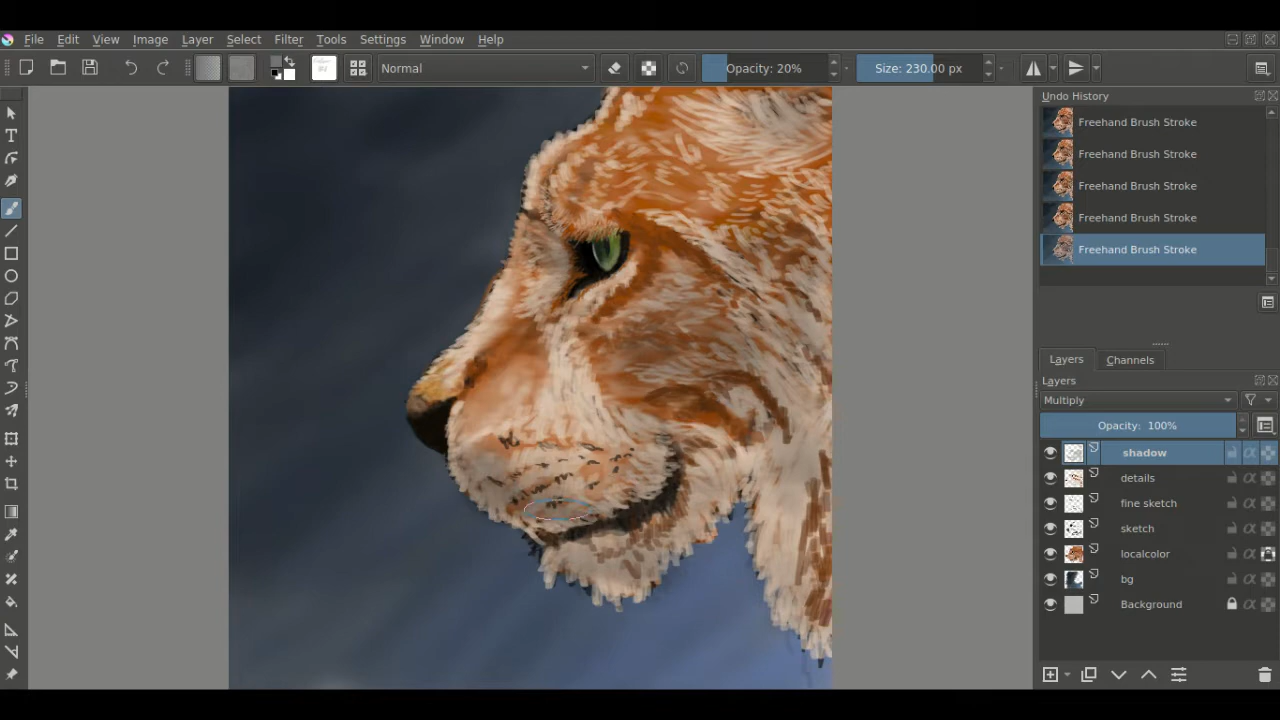 File Edit View Image Layer Select Filter Tools Settings Window Help
Normal Opacity: 20% Size: 230.00 px
Undo History
Freehand Brush Stroke
Freehand Brush Stroke
Freehand Brush Stroke
Freehand Brush Stroke
Freehand Brush Stroke
Layers Channels
Layers
Multiply
Opacity: 100%
shadow
details
fine sketch
sketch
localcolor
bg
Background